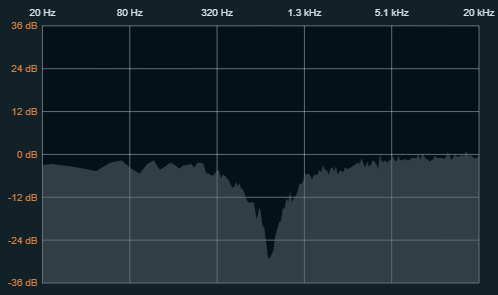 20 Hz 80 Hz 320 Hz 1.3 kHz 5.1 kHz 20 kHz
36 dB
24 dB
12 dB
0 dB
-12 dB
-24 dB
-36 dB